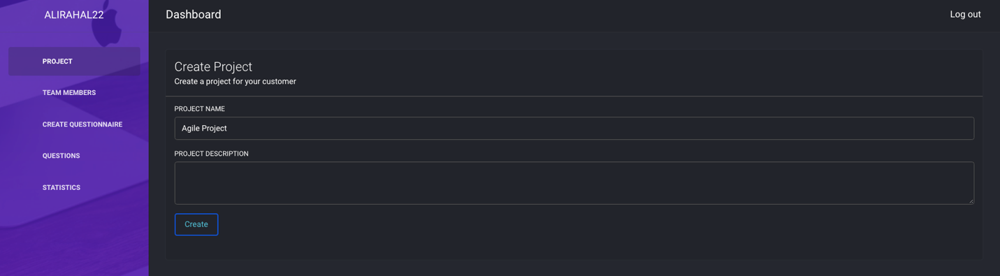 ALIRAHAL22
PROJECT
TEAM MEMBERS
CREATE QUESTIONNAIRE
QUESTIONS
STATISTICS
Dashboard
Log out
Create Project
Create a project for your customer
PROJECT NAME
Agile Project
PROJECT DESCRIPTION
Create